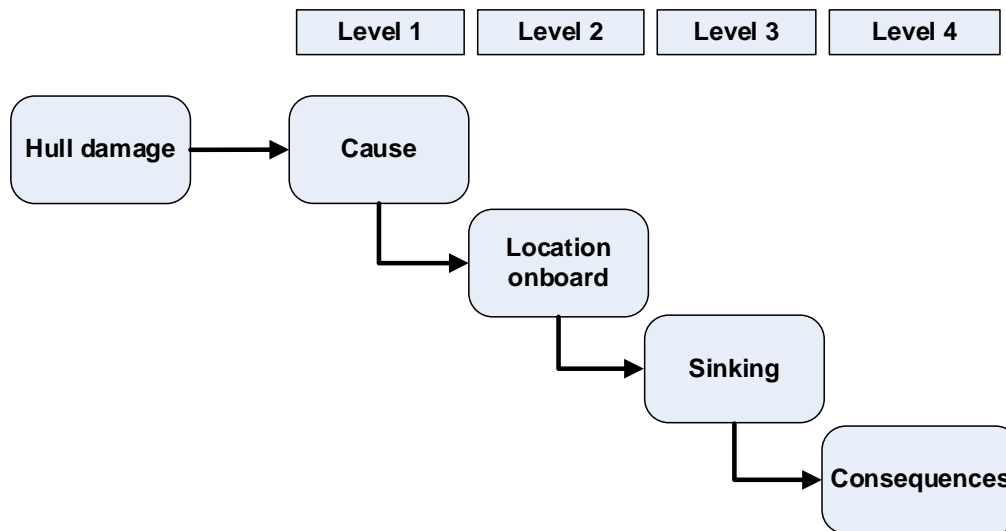 Level 1
Level 2
Level 3
Level 4
Hull damage
Cause
Location
onboard
Sinking
Consequences